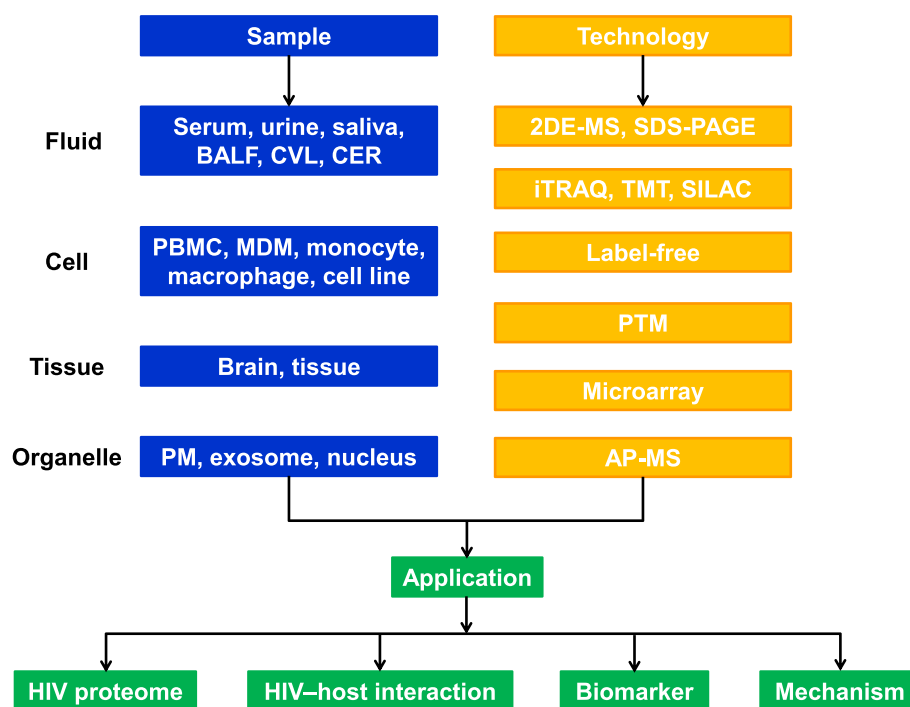 Sample
Technology
Fluid
Serum, urine, saliva,
BALF, CVL, CER
2DE-MS, SDS-PAGE
iTRAQ, TMT, SILAC
Cell
PBMC, MDM, monocyte,
macrophage, cell line
Label-free
PTM
Tissue
Brain, tissue
Microarray
Organelle
PM, exosome, nucleus
AP-MS
Application
HIV proteome
HIV–host interaction
Biomarker
Mechanism